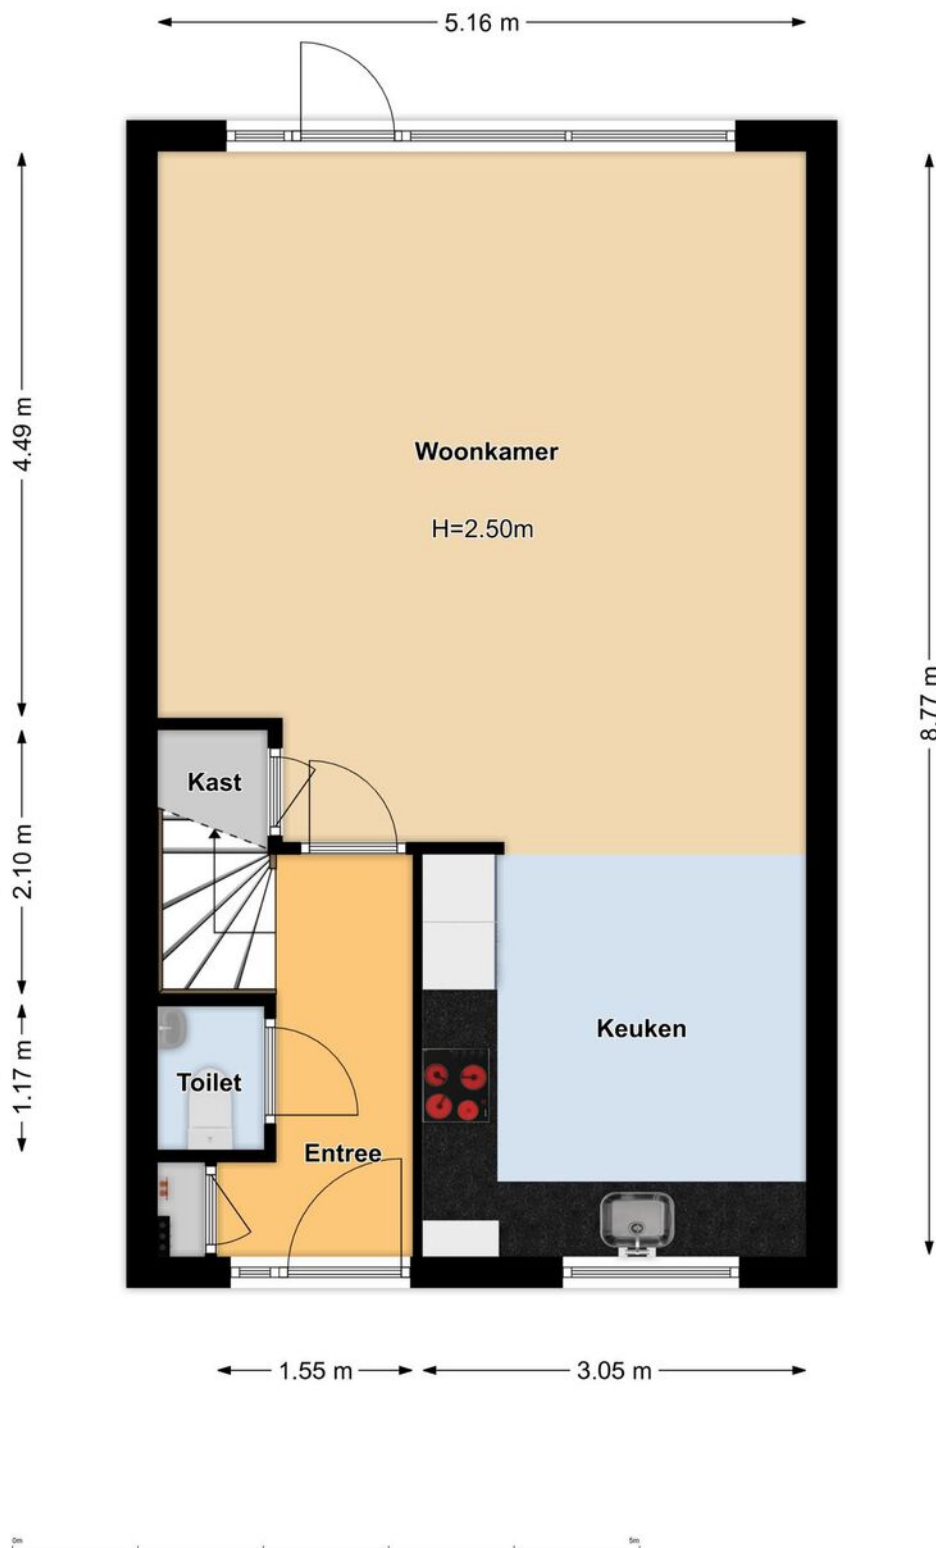 5.16 m
4.49 m
Woonkamer
H=2.50m
8.77 m
Kast
2.10 m
Keuken
1.17 m
Toilet
Entree
1.55 m
3.05 m
0m
5m